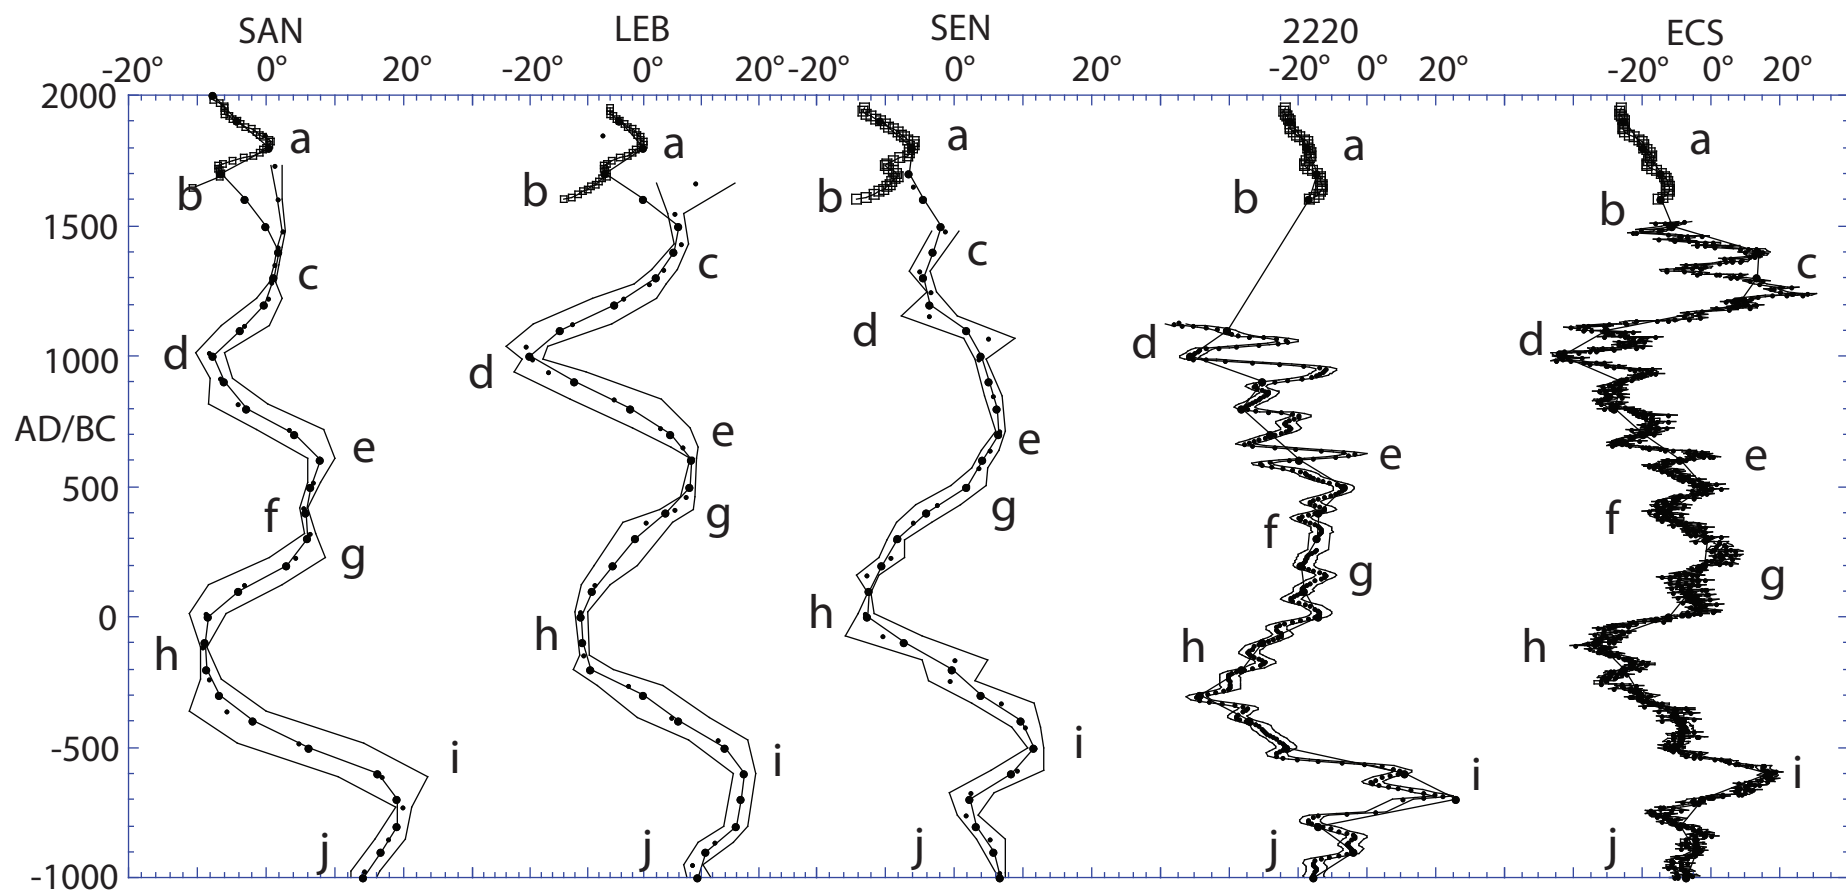 SAN LEB SEN 2220 ECS
-20° 0° 20° -20° 0° 20° -20° 0° 20° -20° 0° 20° -20° 0° 20°
2000
a a a a a
b b b b b
1500
c c c c
d d d d d
1000
AD/BC
e e e e e
500
f f f
g g g g g
0
h h h h h
-500
i i i i i
j j j j j
-1000